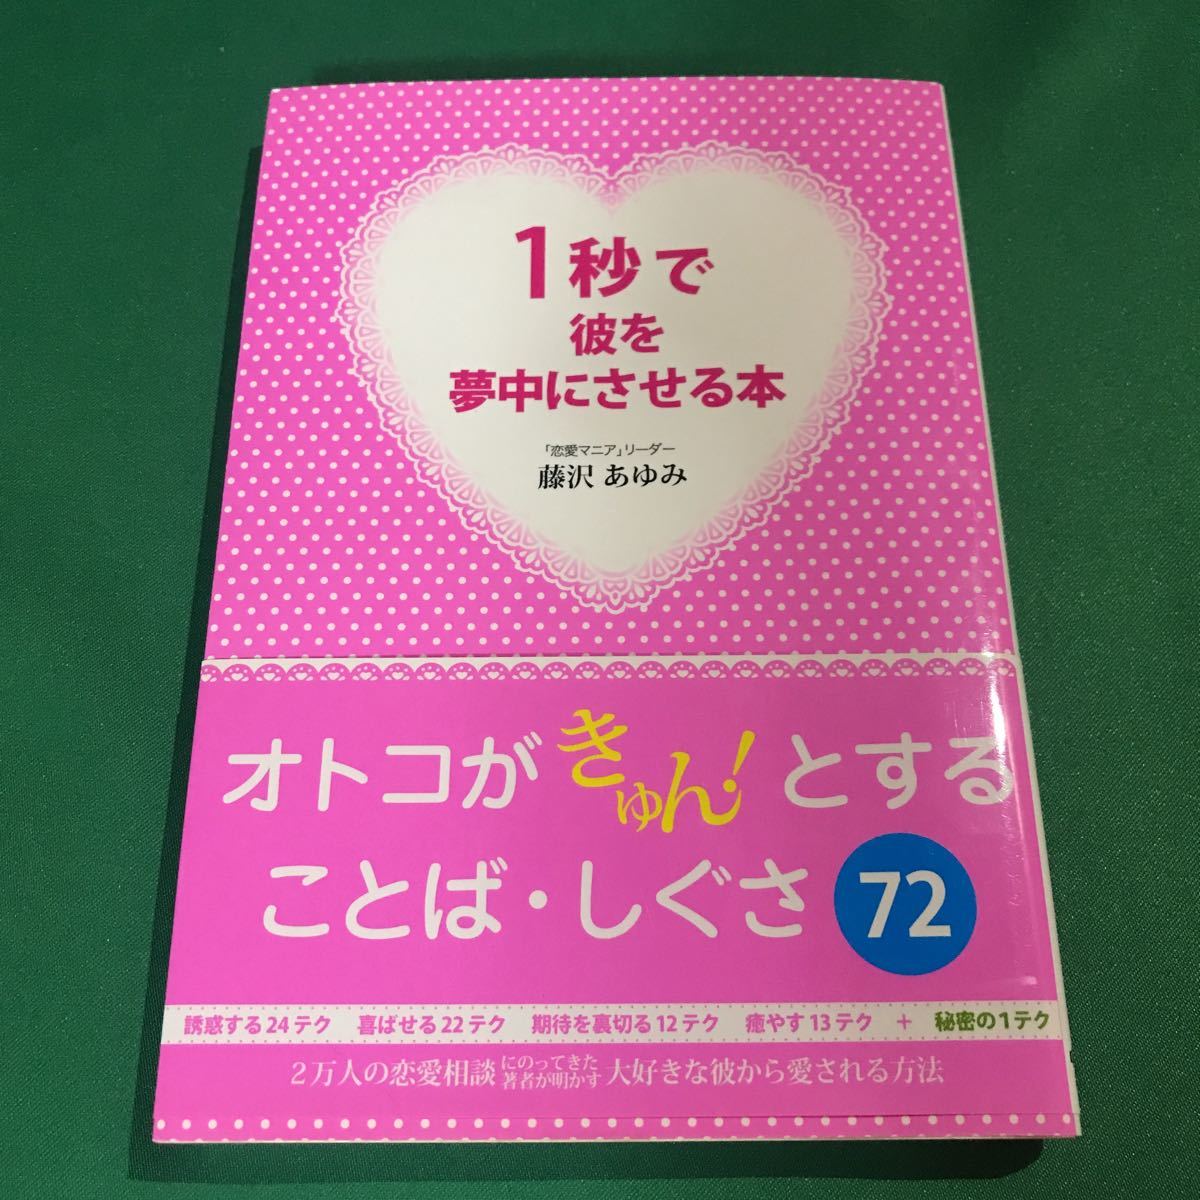 1秒で
彼を
夢中にさせる本
「恋愛マニア」リーダー
藤沢 あゆみ
オトコがきゅん!とする
ことば・しぐさ 72
誘惑する24テク 喜ばせる22テク 期待を裏切る12テク 癒やす13テク + 秘密の1テク
2万人の恋愛相談にのってきた著者が明かす大好きな彼から愛される方法